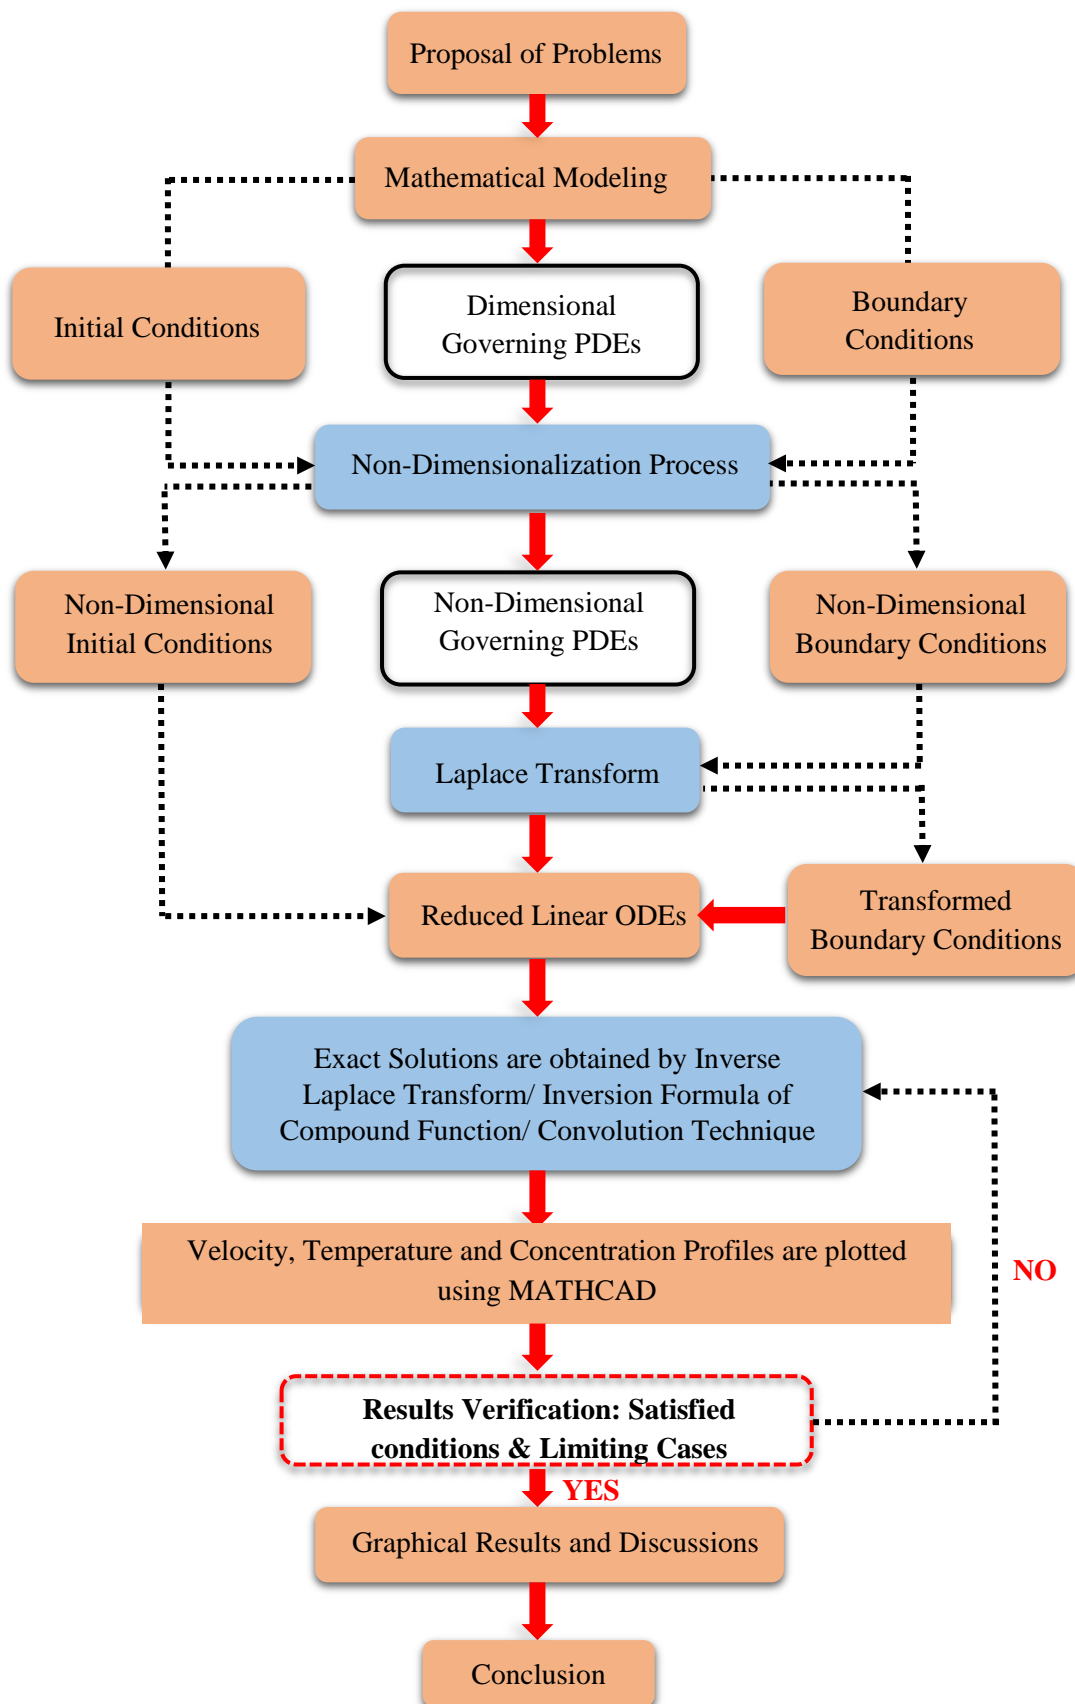 Proposal of Problems
Mathematical Modeling
Initial Conditions
Dimensional
Governing PDEs
Boundary
Conditions
Non-Dimensionalization Process
Non-Dimensional
Initial Conditions
Non-Dimensional
Governing PDEs
Non-Dimensional
Boundary Conditions
Laplace Transform
Reduced Linear ODEs
Transformed
Boundary Conditions
Exact Solutions are obtained by Inverse
Laplace Transform/ Inversion Formula of
Compound Function/ Convolution Technique
Velocity, Temperature and Concentration Profiles are plotted
using MATHCAD
NO
Results Verification: Satisfied
conditions & Limiting Cases
YES
Graphical Results and Discussions
Conclusion